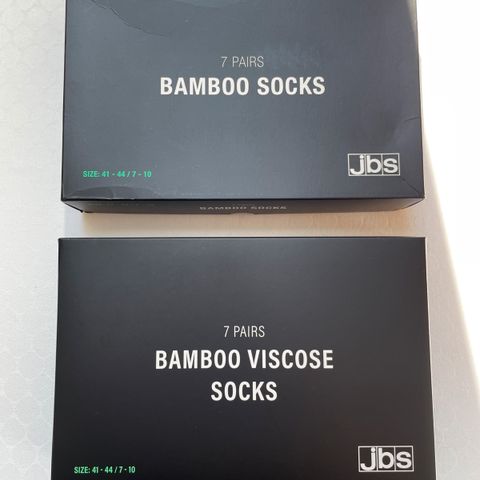 7 PAIRS
BAMBOO SOCKS
SIZE: 41 - 44 / 7 - 10
jbs
BAMBOO SOCKS
7 PAIRS
BAMBOO VISCOSE
SOCKS
SIZE: 41 - 44 / 7 - 10
jbs